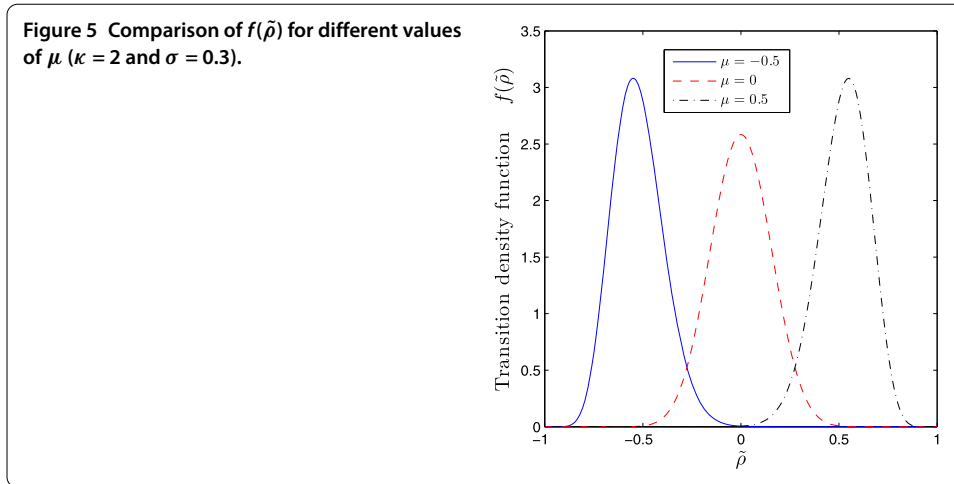 Figure 5 Comparison of f(ρ̃) for different values
of μ (κ = 2 and σ = 0.3).
Transition density function f(ρ̃)
3.5
3
2.5
2
1.5
1
0.5
0
μ = −0.5
μ = 0
μ = 0.5
-1
-0.5
0
0.5
1
ρ̃